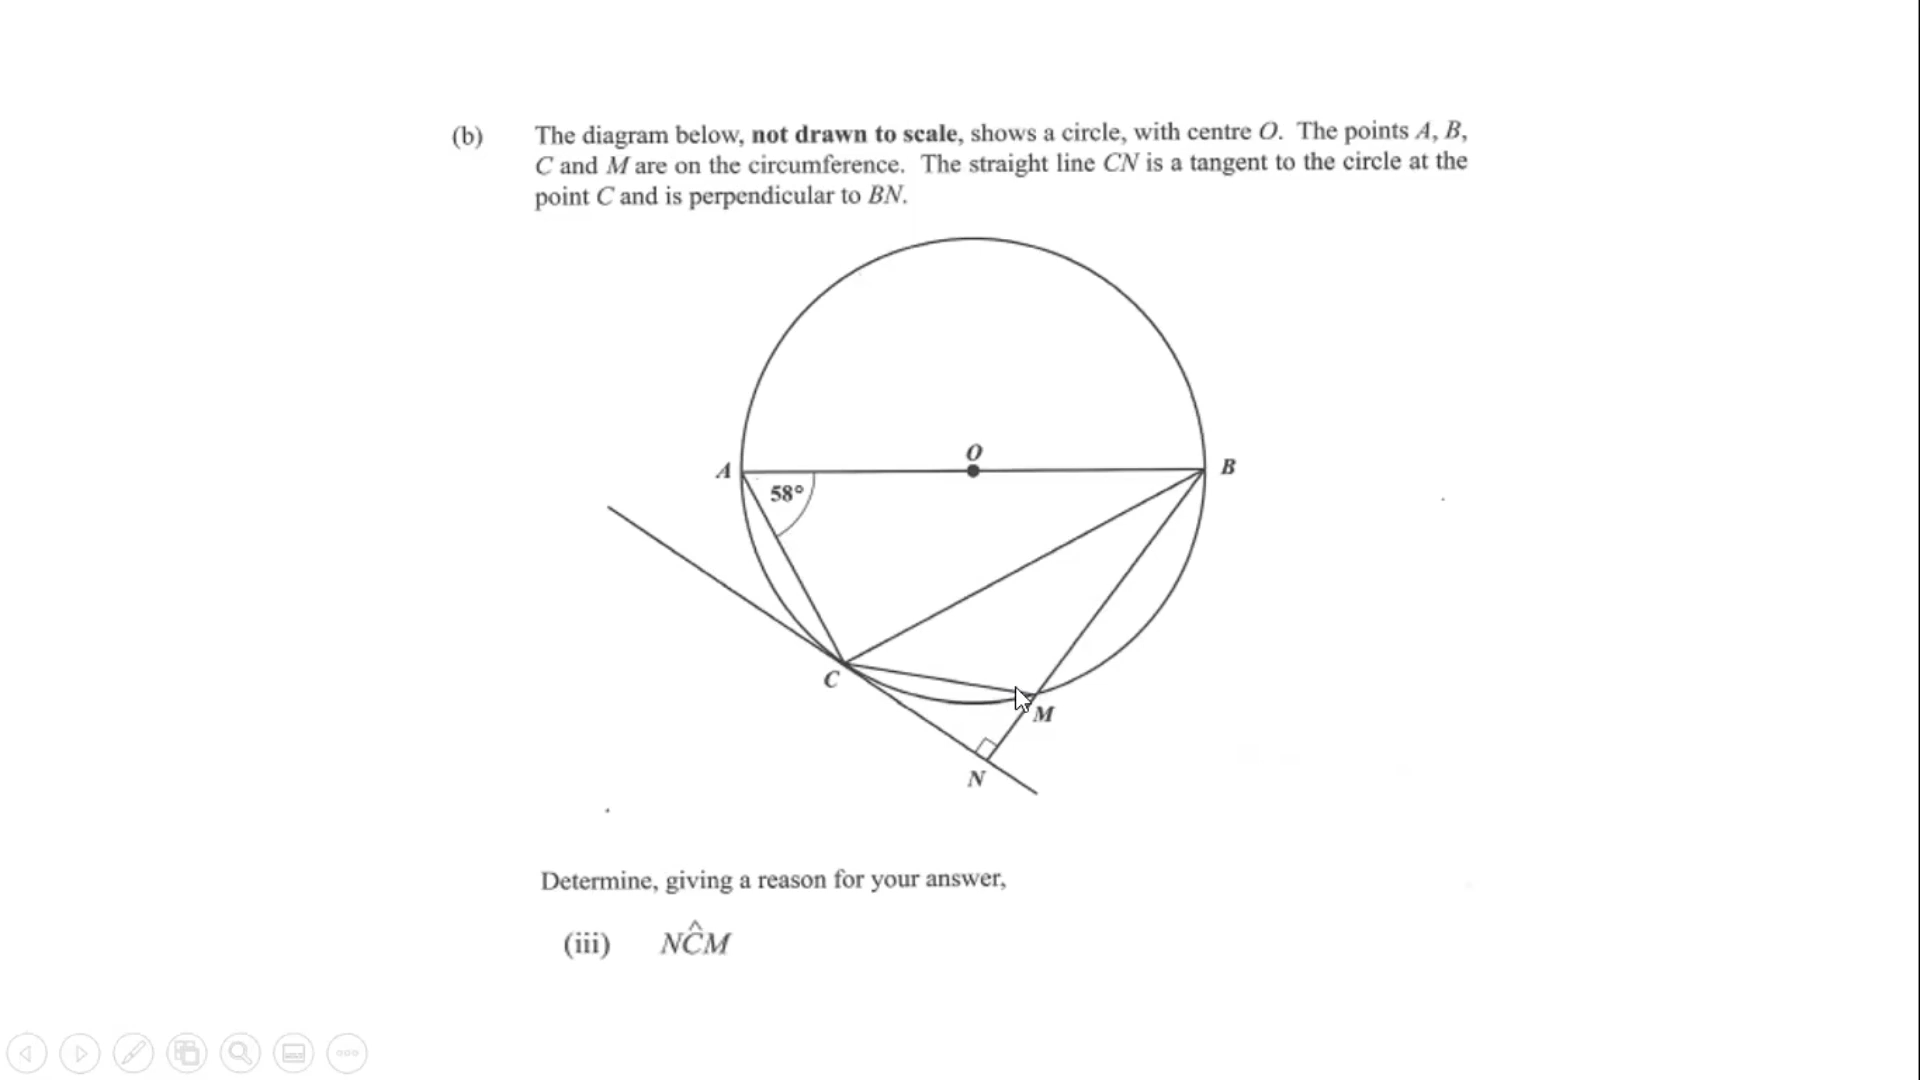 (b) The diagram below, not drawn to scale, shows a circle, with centre O. The points A, B,
C and M are on the circumference. The straight line CN is a tangent to the circle at the
point C and is perpendicular to BN.
O
A
B
58°
C
M
N
Determine, giving a reason for your answer,
(iii) NĈM